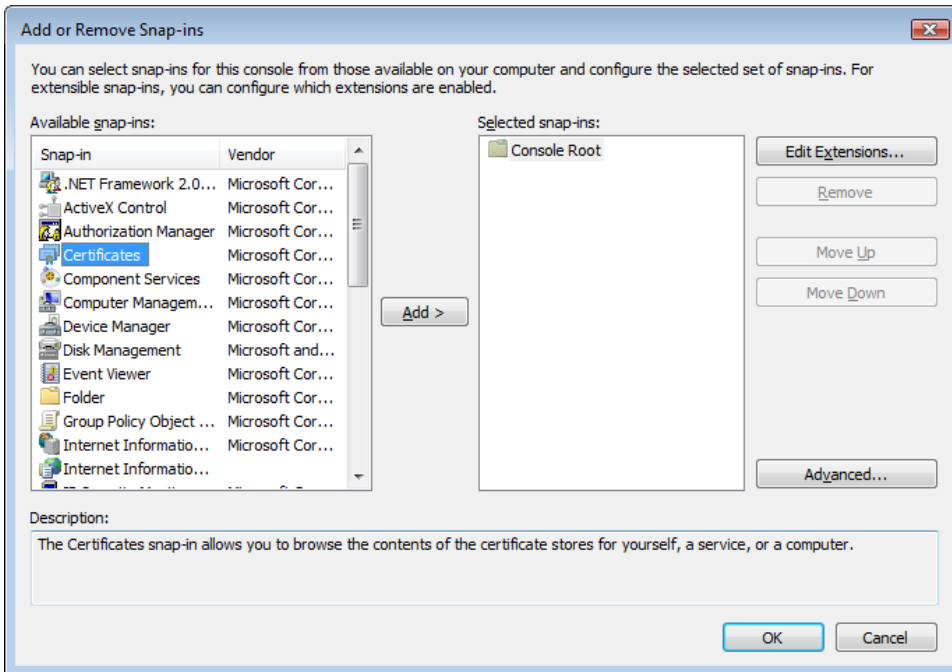 Add or Remove Snap-ins
You can select snap-ins for this console from those available on your computer and configure the selected set of snap-ins. For
extensible snap-ins, you can configure which extensions are enabled.
Available snap-ins:
Snap-in Vendor
.NET Framework 2.0... Microsoft Cor...
ActiveX Control Microsoft Cor...
Authorization Manager Microsoft Cor...
Certificates Microsoft Cor...
Component Services Microsoft Cor...
Computer Managem... Microsoft Cor...
Device Manager Microsoft Cor...
Disk Management Microsoft and...
Event Viewer Microsoft Cor...
Folder Microsoft Cor...
Group Policy Object ... Microsoft Cor...
Internet Informatio... Microsoft Cor...
Internet Informatio...
Add >
Selected snap-ins:
Console Root
Edit Extensions...
Remove
Move Up
Move Down
Advanced...
Description:
The Certificates snap-in allows you to browse the contents of the certificate stores for yourself, a service, or a computer.
OK
Cancel